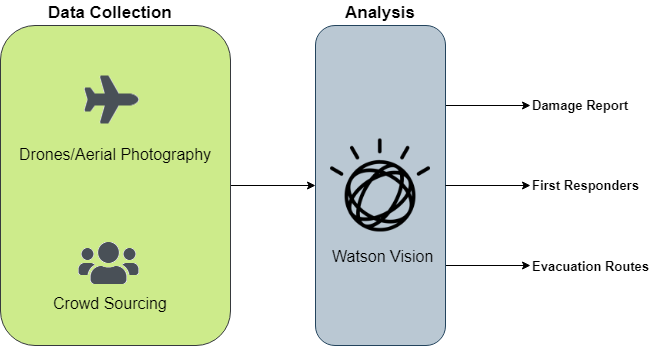 Data Collection
Analysis
Drones/Aerial Photography
Crowd Sourcing
Watson Vision
Damage Report
First Responders
Evacuation Routes